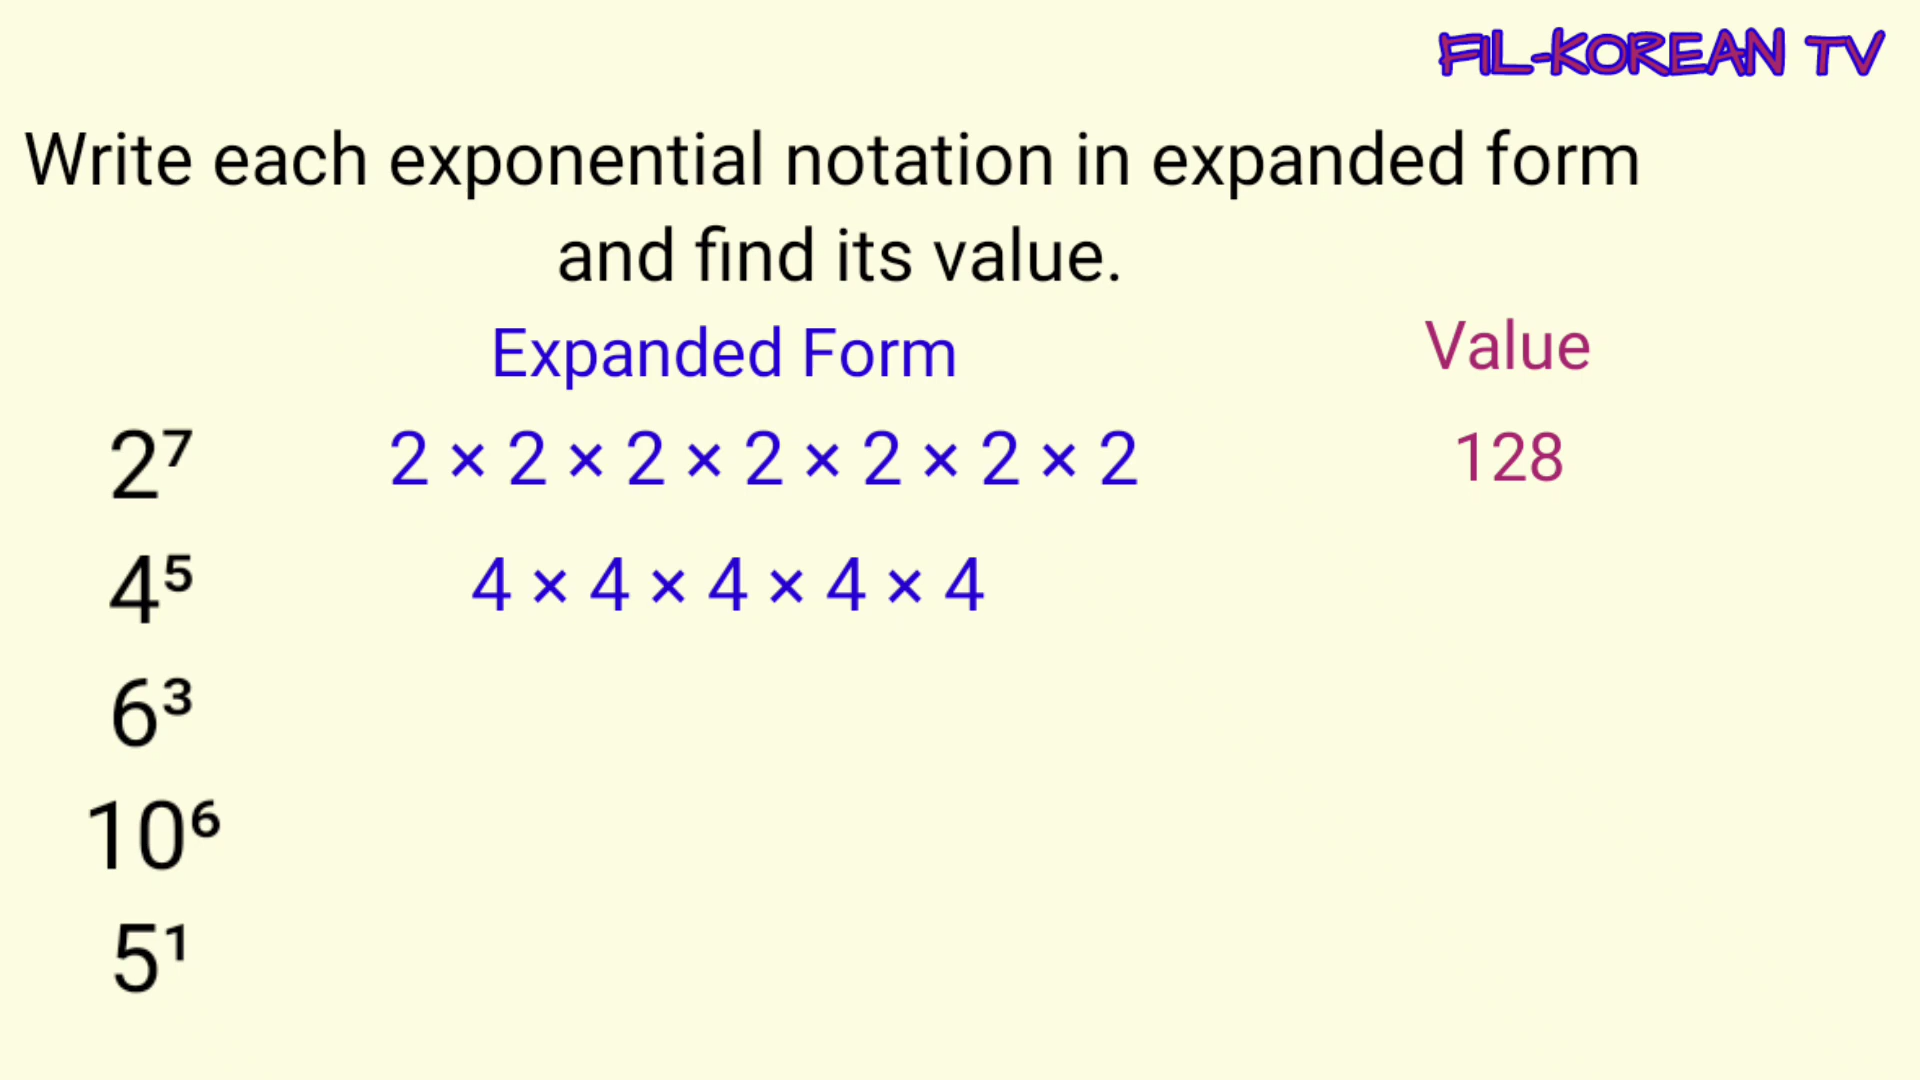 FIL-KOREAN TV
Write each exponential notation in expanded form
and find its value.
Expanded Form Value
2⁷ 2 × 2 × 2 × 2 × 2 × 2 × 2 128
4⁵ 4 × 4 × 4 × 4 × 4
6³
10⁶
5¹